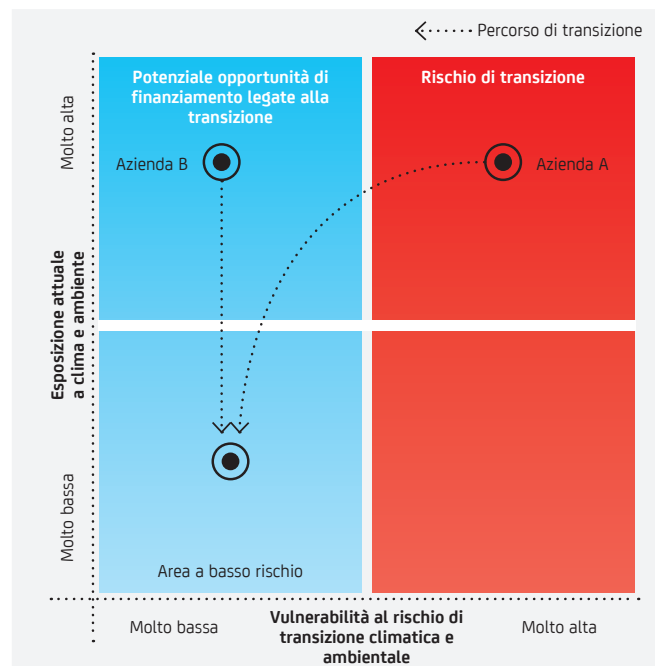 Percorso di transizione
Potenziale opportunità di
finanziamento legate alla
transizione
Rischio di transizione
Molto alta
Azienda B
Azienda A
Esposizione attuale
a clima e ambiente
Molto bassa
Area a basso rischio
Molto bassa
Vulnerabilità al rischio di
transizione climatica e
ambientale
Molto alta